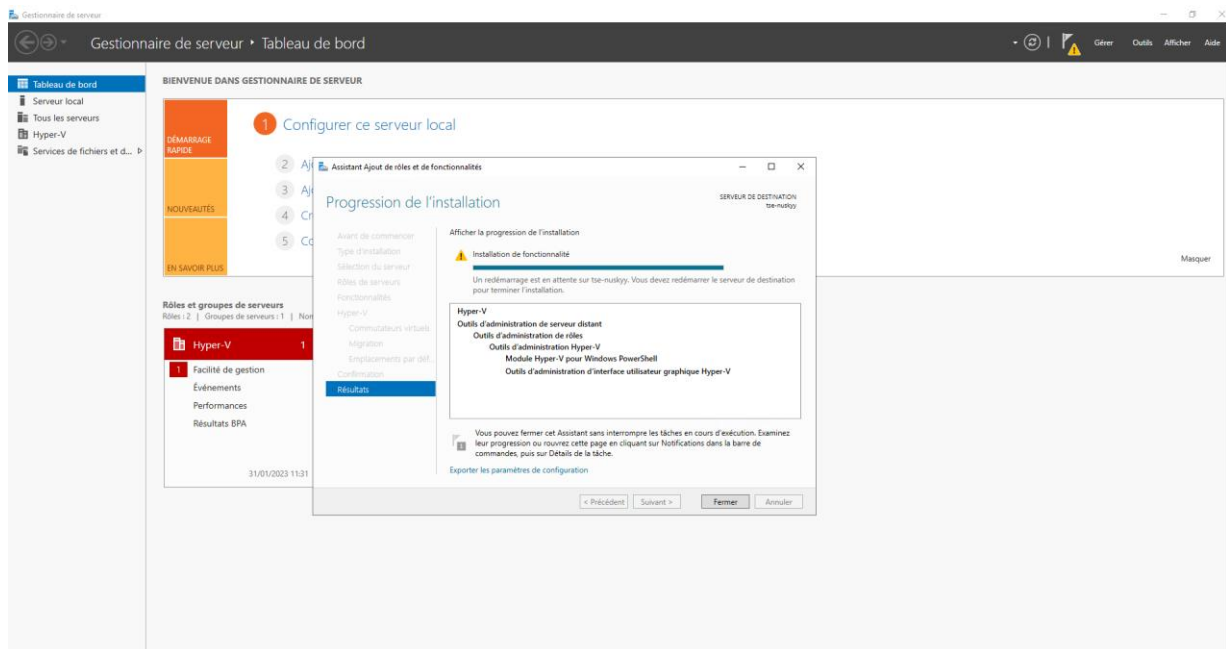 Gestionnaire de serveur
Gestionnaire de serveur • Tableau de bord
Gérer Outils Afficher Aide
Tableau de bord
Serveur local
Tous les serveurs
Hyper-V
Services de fichiers et d...
BIENVENUE DANS GESTIONNAIRE DE SERVEUR
DÉMARRAGE
RAPIDE
NOUVEAUTÉS
EN SAVOIR PLUS
1 Configurer ce serveur local
2 Aj
3 Aj
4 Cr
5 Co
Masquer
Rôles et groupes de serveurs
Rôles : 2 | Groupes de serveurs : 1 | Non
Hyper-V 1
1 Facilité de gestion
Événements
Performances
Résultats BPA
31/01/2023 11:31
Assistant Ajout de rôles et de fonctionnalités
Progression de l'installation
SERVEUR DE DESTINATION
tse-nuskyy
Avant de commencer
Type d'installation
Sélection du serveur
Rôles de serveurs
Fonctionnalités
Hyper-V
Commutateurs virtuels
Migration
Emplacements par déf...
Confirmation
Résultats
Afficher la progression de l'installation
Installation de fonctionnalité
Un redémarrage est en attente sur tse-nuskyy. Vous devez redémarrer le serveur de destination
pour terminer l'installation.
Hyper-V
Outils d'administration de serveur distant
Outils d'administration de rôles
Outils d'administration Hyper-V
Module Hyper-V pour Windows PowerShell
Outils d'administration d'interface utilisateur graphique Hyper-V
Vous pouvez fermer cet Assistant sans interrompre les tâches en cours d'exécution. Examinez
leur progression ou rouvrez cette page en cliquant sur Notifications dans la barre de
commandes, puis sur Détails de la tâche.
Exporter les paramètres de configuration
< Précédent Suivant > Fermer Annuler